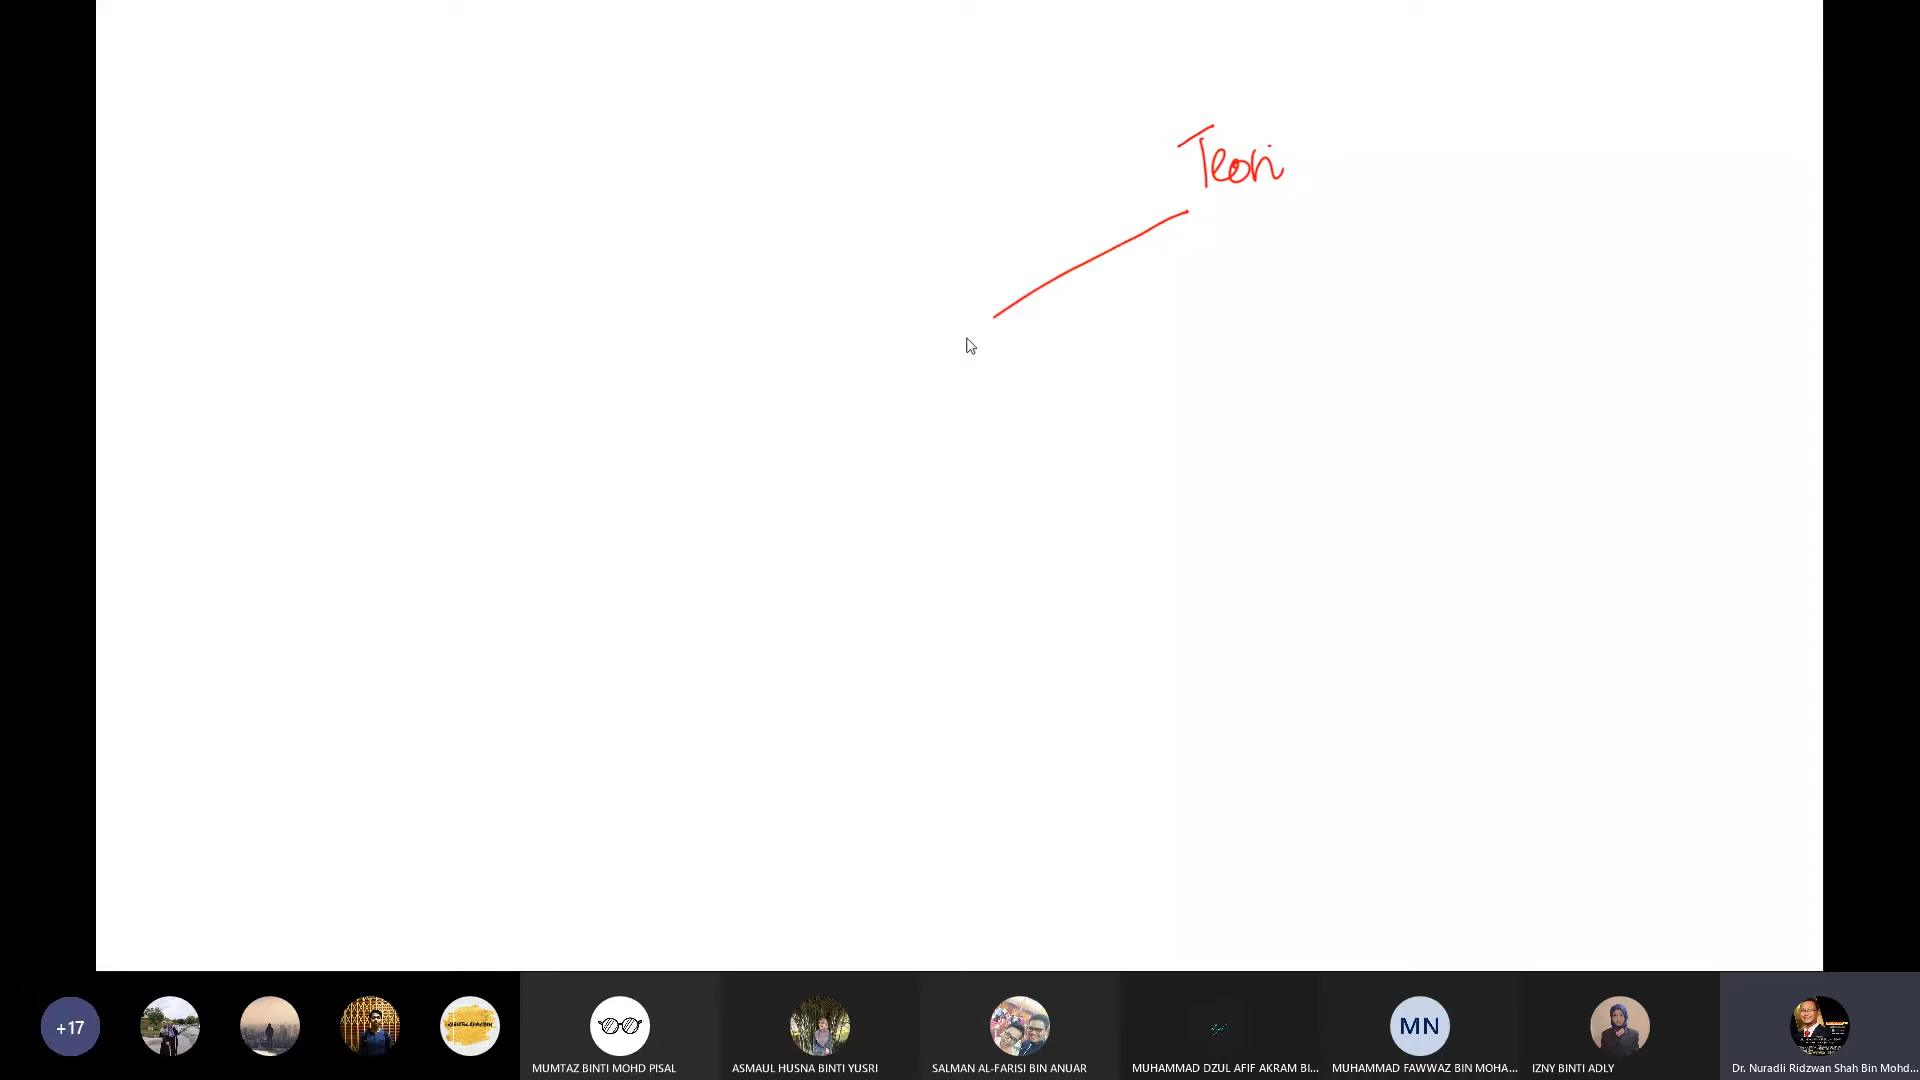 Teori
+17
MUMTAZ BINTI MOHD PISAL
ASMAUL HUSNA BINTI YUSRI
SALMAN AL-FARISI BIN ANUAR
MUHAMMAD DZUL AFIF AKRAM BI...
MN
MUHAMMAD FAWWAZ BIN MOHA...
IZNY BINTI ADLY
Dr. Nuradli Ridzwan Shah Bin Mohd...